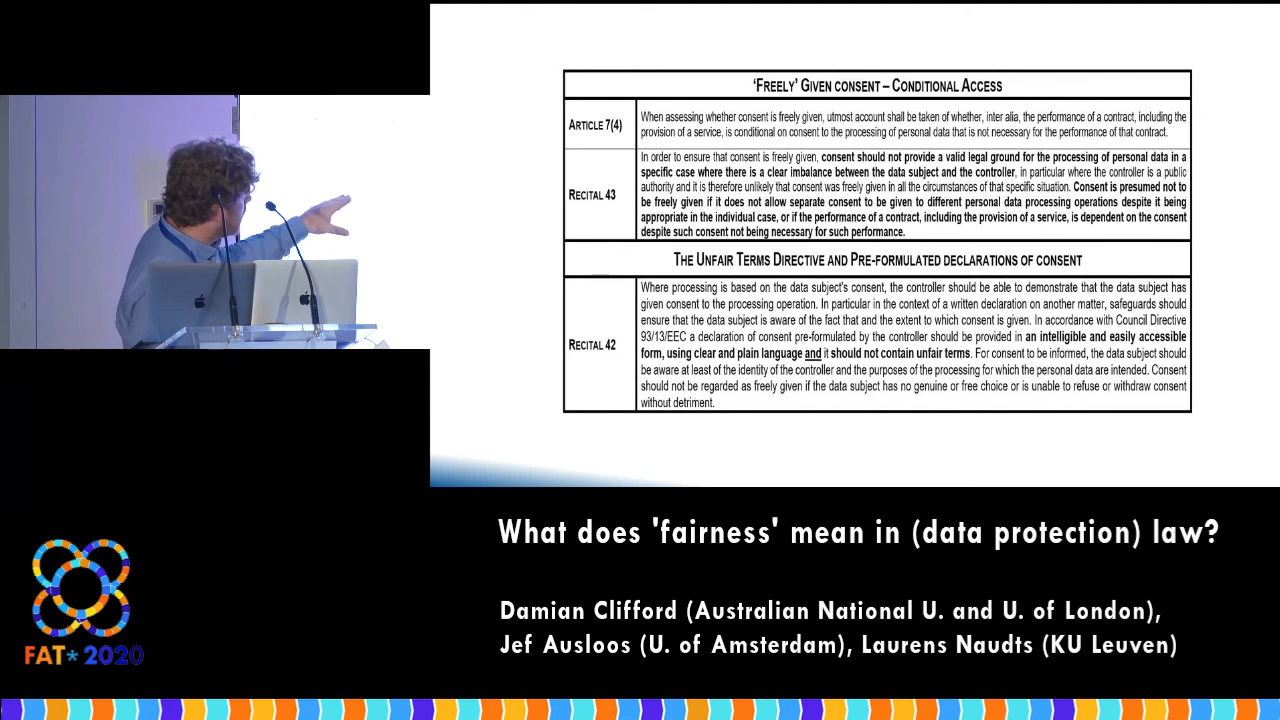 'FREELY' GIVEN CONSENT – CONDITIONAL ACCESS
ARTICLE 7(4)
When assessing whether consent is freely given, utmost account shall be taken of whether, inter alia, the performance of a contract, including the
provision of a service, is conditional on consent to the processing of personal data that is not necessary for the performance of that contract.
RECITAL 43
In order to ensure that consent is freely given, consent should not provide a valid legal ground for the processing of personal data in a
specific case where there is a clear imbalance between the data subject and the controller, in particular where the controller is a public
authority and it is therefore unlikely that consent was freely given in all the circumstances of that specific situation. Consent is presumed not to
be freely given if it does not allow separate consent to be given to different personal data processing operations despite it being
appropriate in the individual case, or if the performance of a contract, including the provision of a service, is dependent on the consent
despite such consent not being necessary for such performance.
THE UNFAIR TERMS DIRECTIVE AND PRE-FORMULATED DECLARATIONS OF CONSENT
RECITAL 42
Where processing is based on the data subject's consent, the controller should be able to demonstrate that the data subject has
given consent to the processing operation. In particular in the context of a written declaration on another matter, safeguards should
ensure that the data subject is aware of the fact that and the extent to which consent is given. In accordance with Council Directive
93/13/EEC a declaration of consent pre-formulated by the controller should be provided in an intelligible and easily accessible
form, using clear and plain language and it should not contain unfair terms. For consent to be informed, the data subject should
be aware at least of the identity of the controller and the purposes of the processing for which the personal data are intended. Consent
should not be regarded as freely given if the data subject has no genuine or free choice or is unable to refuse or withdraw consent
without detriment.
What does 'fairness' mean in (data protection) law?
Damian Clifford (Australian National U. and U. of London),
Jef Ausloos (U. of Amsterdam), Laurens Naudts (KU Leuven)
FAT* 2020